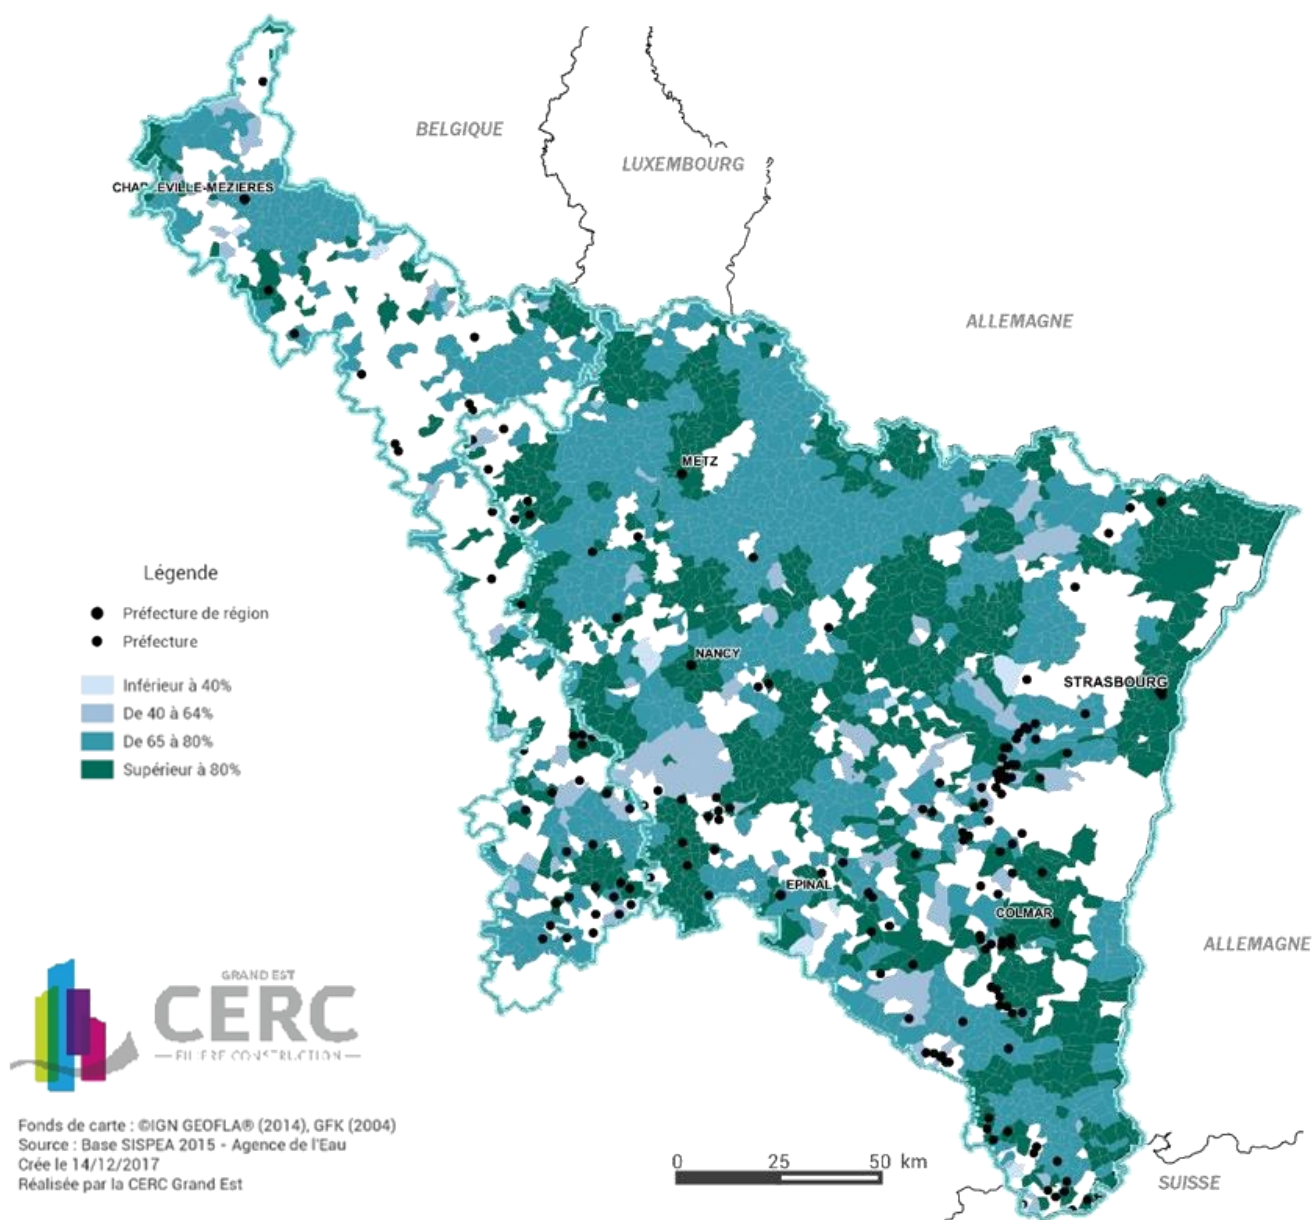 BELGIQUE
LUXEMBOURG
CHARLEVILLE-MEZIERES
ALLEMAGNE
METZ
Légende
Préfecture de région
Préfecture
Inférieur à 40%
De 40 à 64%
De 65 à 80%
Supérieur à 80%
NANCY
STRASBOURG
EPINAL
COLMAR
ALLEMAGNE
GRAND EST
CERC
FILIERE CONSTRUCTION
Fonds de carte : ©IGN GEOFLA® (2014), GFK (2004)
Source : Base SISPEA 2015 - Agence de l'Eau
Crée le 14/12/2017
Réalisée par la CERC Grand Est
0 25 50 km
SUISSE